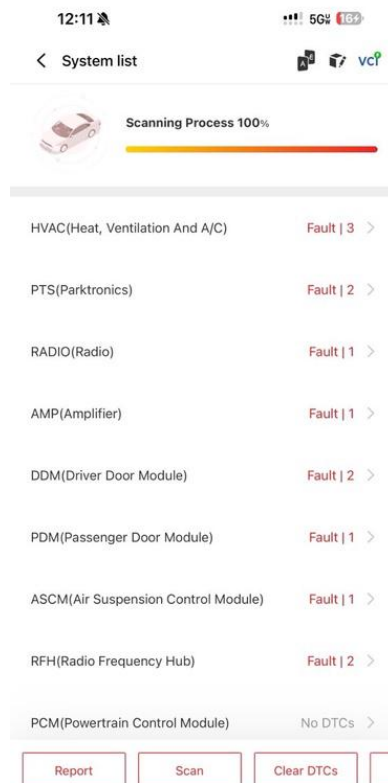 12:11 5GW 16
System list VCI
Scanning Process 100%
HVAC(Heat, Ventilation And A/C) Fault | 3
PTS(Parktronics) Fault | 2
RADIO(Radio) Fault | 1
AMP(Amplifier) Fault | 1
DDM(Driver Door Module) Fault | 2
PDM(Passenger Door Module) Fault | 1
ASCM(Air Suspension Control Module) Fault | 1
RFH(Radio Frequency Hub) Fault | 2
PCM(Powertrain Control Module) No DTCs
Report Scan Clear DTCs